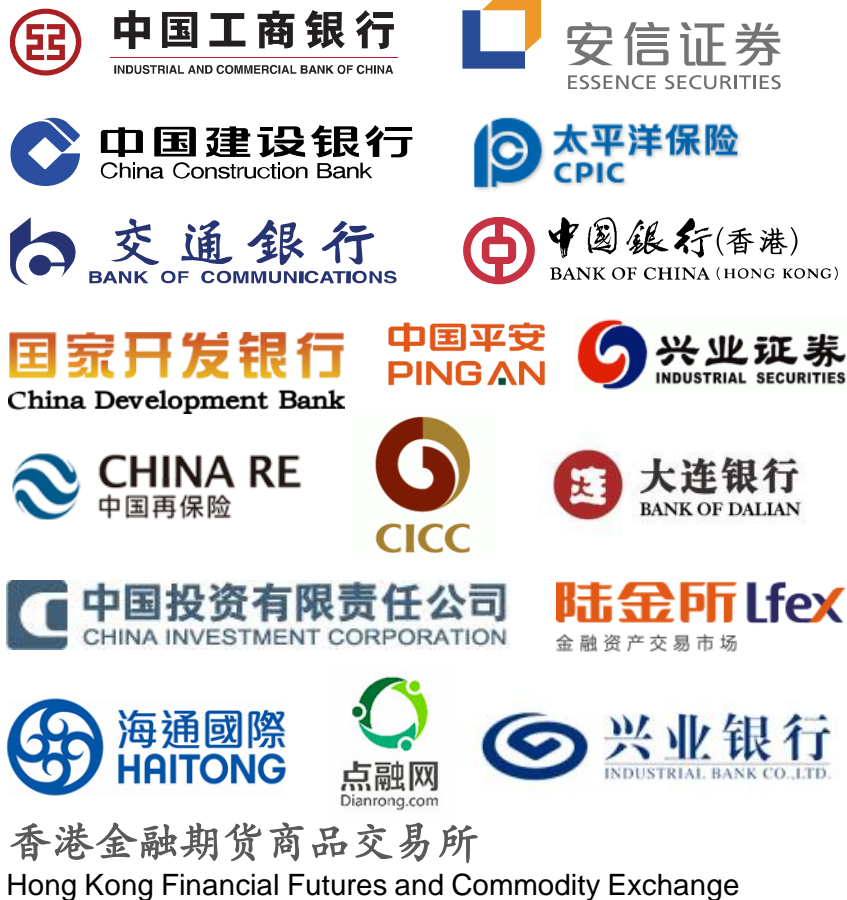 中国工商银行
INDUSTRIAL AND COMMERCIAL BANK OF CHINA
安信证券
ESSENCE SECURITIES
中国建设银行
China Construction Bank
太平洋保险
CPIC
交通銀行
BANK OF COMMUNICATIONS
中國銀行(香港)
BANK OF CHINA (HONG KONG)
国家开发银行
China Development Bank
中国平安
PING AN
兴业证券
INDUSTRIAL SECURITIES
CHINA RE
中国再保险
CICC
大连银行
BANK OF DALIAN
中国投资有限责任公司
CHINA INVESTMENT CORPORATION
陆金所 Lfex
金融资产交易市场
海通國際
HAITONG
点融网
Dianrong.com
兴业银行
INDUSTRIAL BANK CO.,LTD.
香港金融期货商品交易所
Hong Kong Financial Futures and Commodity Exchange